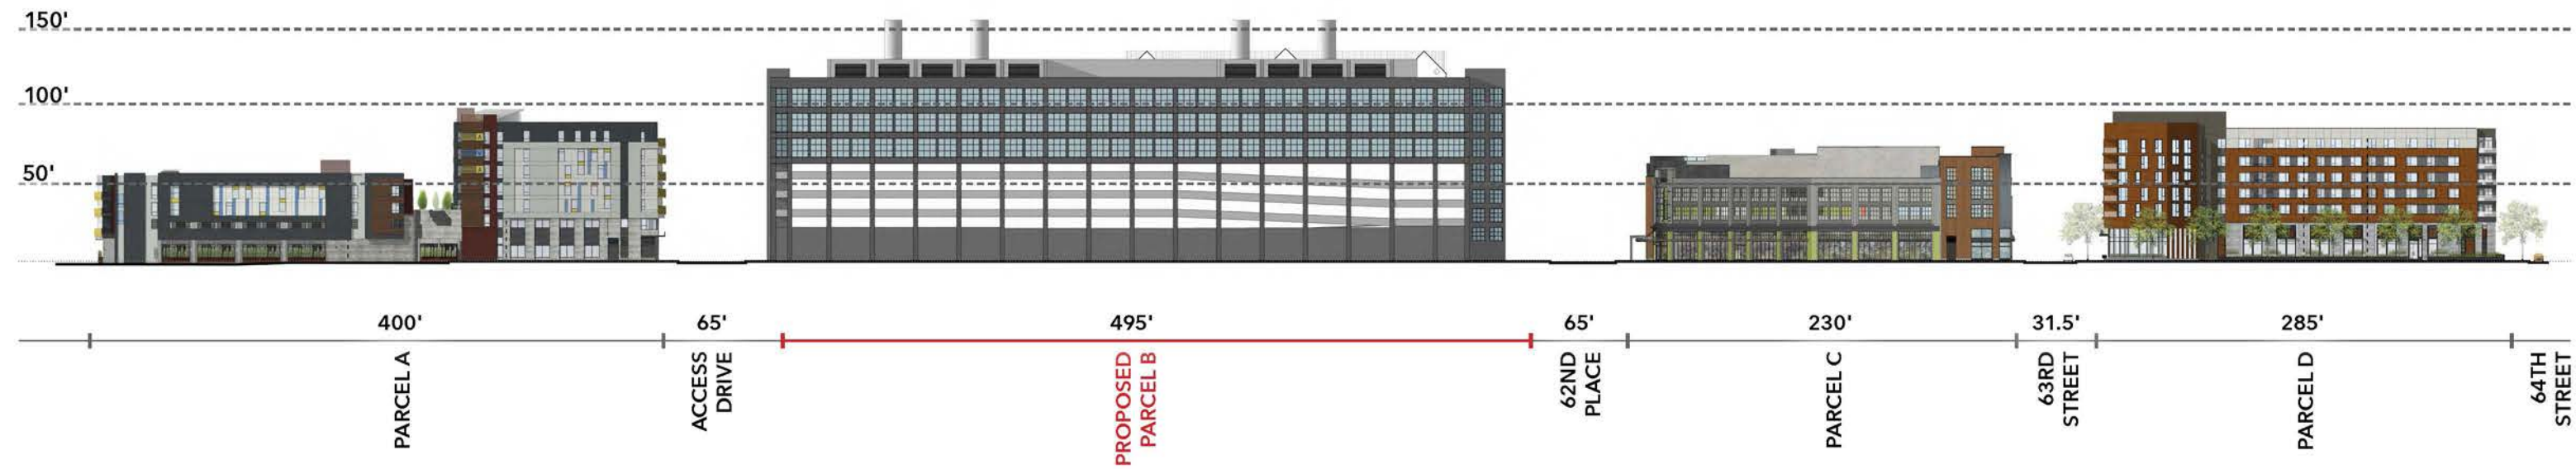 150'
100'
50'
400'
65'
495'
65'
230'
31.5'
285'
PARCEL A
ACCESS
DRIVE
PROPOSED
PARCEL B
62ND
PLACE
PARCEL C
63RD
STREET
PARCEL D
64TH
STREET